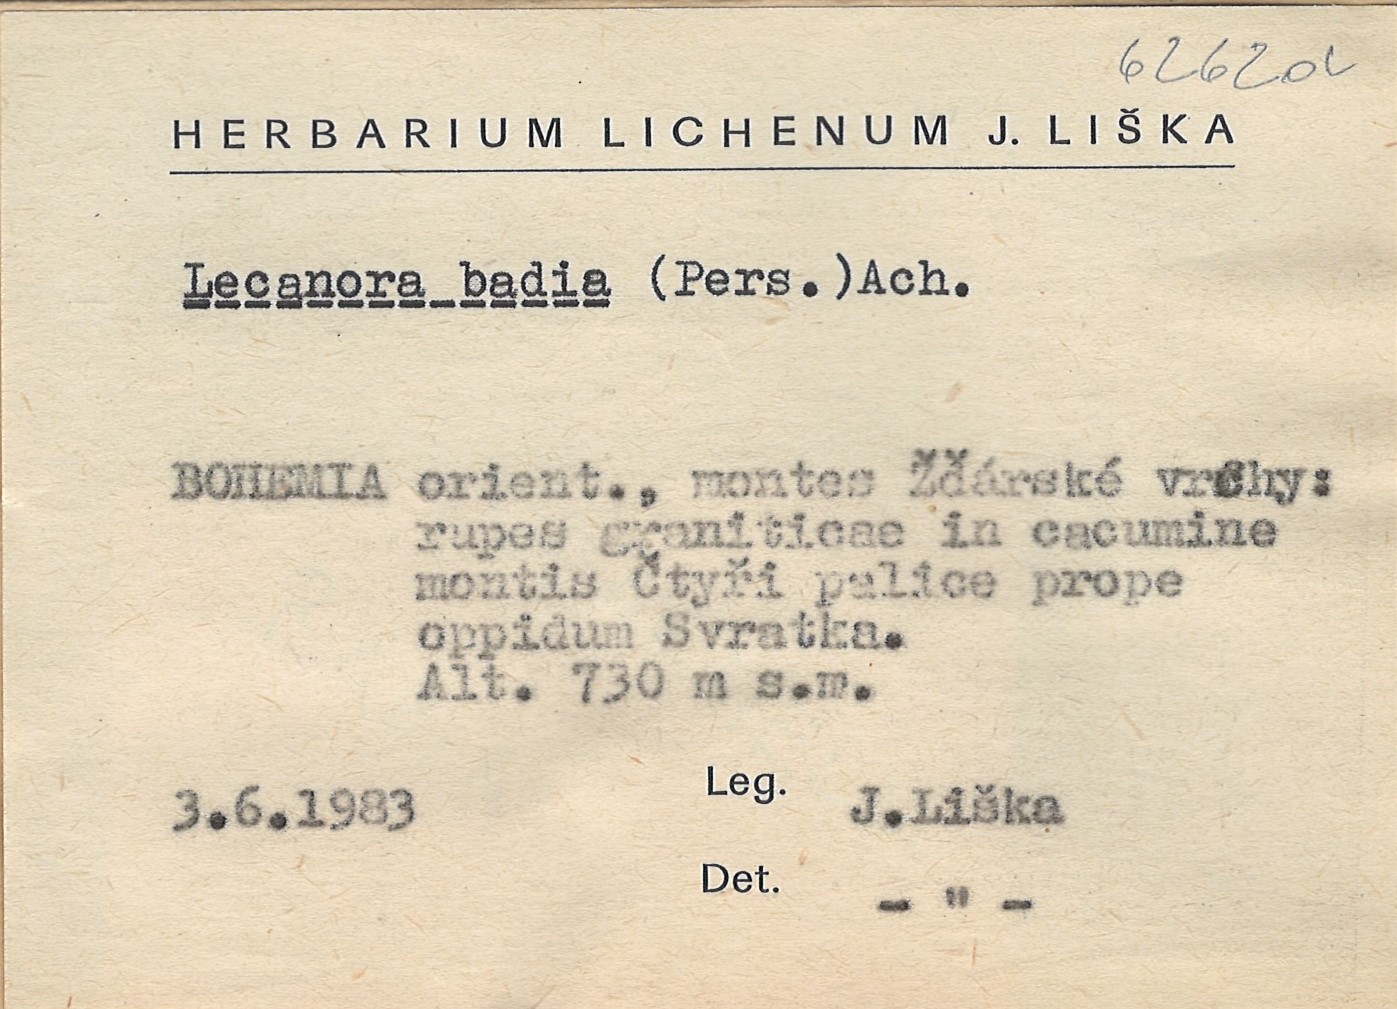 62620L
HERBARIUM LICHENUM J. LIŠKA
Lecanora badia (Pers.)Ach.
BOHEMIA orient., montes Žďárské vrchy:
rupes graniticae in cacumine
montis Čtyři palice prope
oppidum Svratka.
Alt. 730 m s.m.
3.6.1983
Leg. J.Liška
Det. - " -